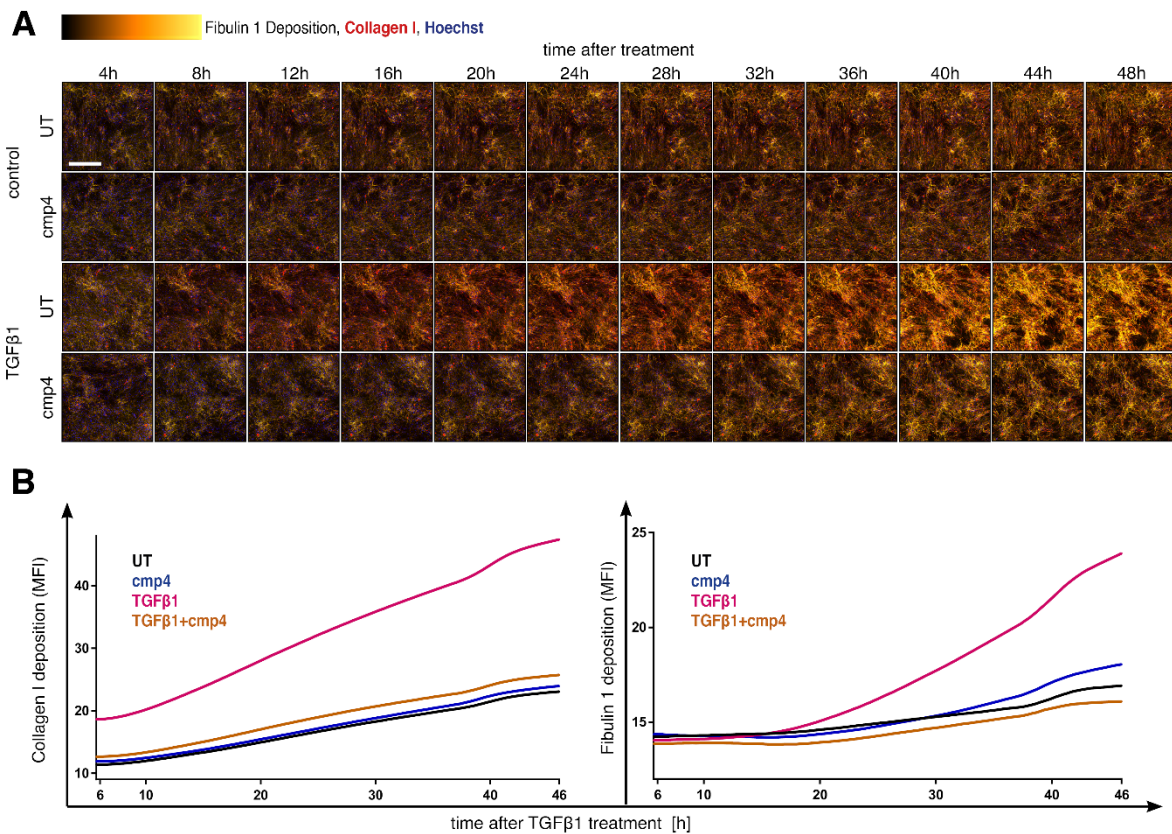 A
Fibulin 1 Deposition, Collagen I, Hoechst
time after treatment
4h 8h 12h 16h 20h 24h 28h 32h 36h 40h 44h 48h
control
UT
cmp4
TGFβ1
UT
cmp4
B
Collagen I deposition (MFI)
40
30
20
10
UT
cmp4
TGFβ1
TGFβ1+cmp4
6 10 20 30 40 46
Fibulin 1 deposition (MFI)
25
20
15
UT
cmp4
TGFβ1
TGFβ1+cmp4
6 10 20 30 40 46
time after TGFβ1 treatment [h]